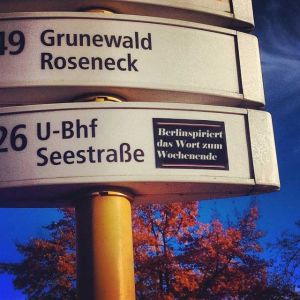 49 Grunewald
Roseneck
26 U-Bhf
Seestraße
Berlinspiriert
das Wort zum
Wochenende